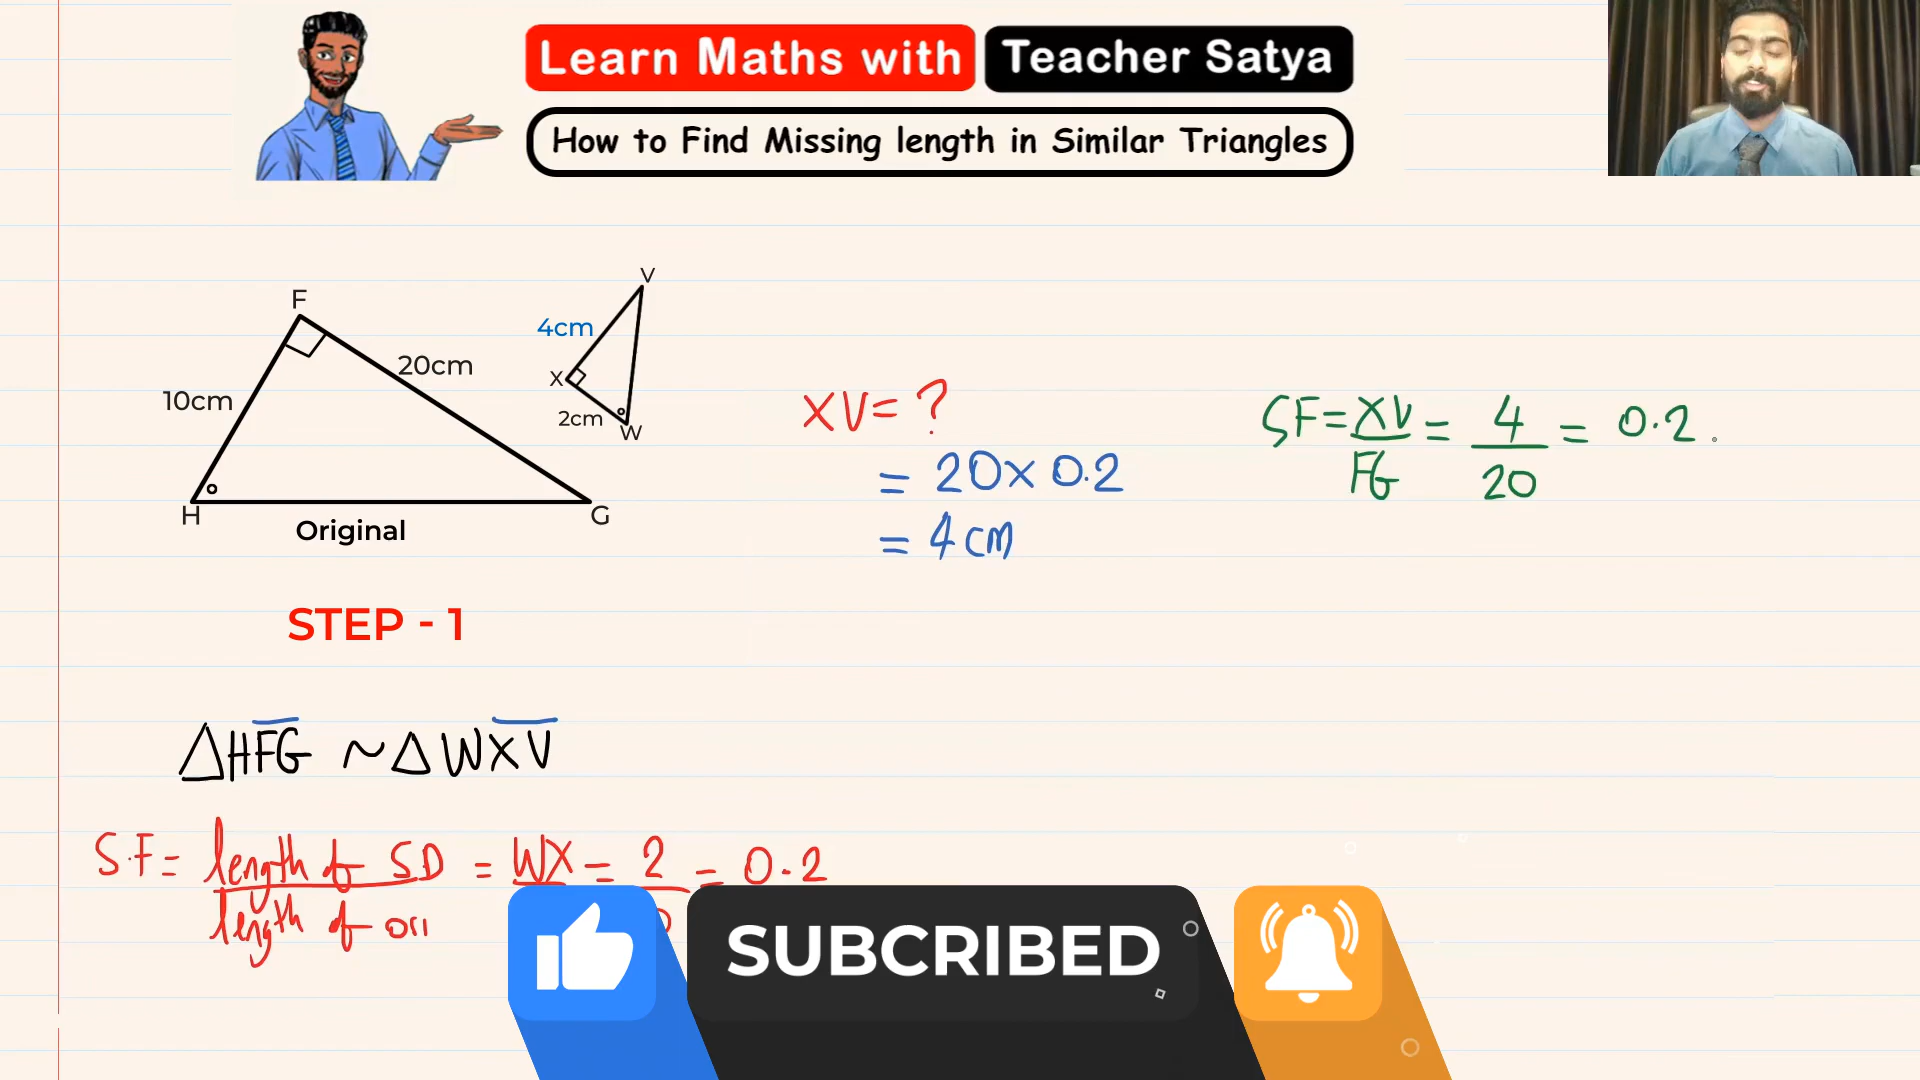 Learn Maths with Teacher Satya
How to Find Missing length in Similar Triangles
V
F
4cm
20cm
X
10cm
2cm
W
H
G
Original
XV = ?
= 20 x 0.2
= 4 cm
SF = XV = 4 = 0.2
FG 20
STEP - 1
△HFG ~ △WXV
S.F = length of SD = WX = 2 = 0.2
length of ori
SUBCRIBED